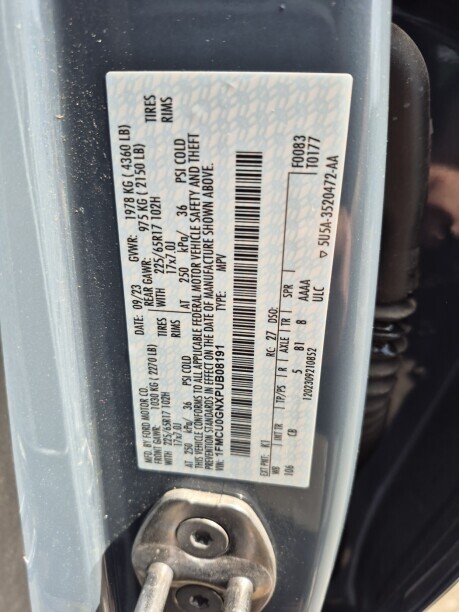 MFD. BY FORD MOTOR CO.
DATE: 09/23 GVWR: 1978 KG ( 4360 LB)
FRONT GAWR: 1030 KG (2270 LB) REAR GAWR: 975 KG ( 2150 LB)
WITH 225/65R17 102H TIRES WITH 225/65R17 102H TIRES
17x7.0J RIMS 17x7.0J RIMS
AT 250 kPa/ 36 PSI COLD AT 250 kPa/ 36 PSI COLD
THIS VEHICLE CONFORMS TO ALL APPLICABLE FEDERAL MOTOR VEHICLE SAFETY AND THEFT
PREVENTION STANDARDS IN EFFECT ON THE DATE OF MANUFACTURE SHOWN ABOVE.
VIN: 1FMCU0GNXPUB08191
TYPE: MPV
F0083
T0177
EXT PNT: K1 RC: 27 DSO:
WB INT TR TP/PS R AXLE TR SPR
106 CB 5 B1 B AAAA
ULC
1202309210852
▽ 5U5A-3520472-AA